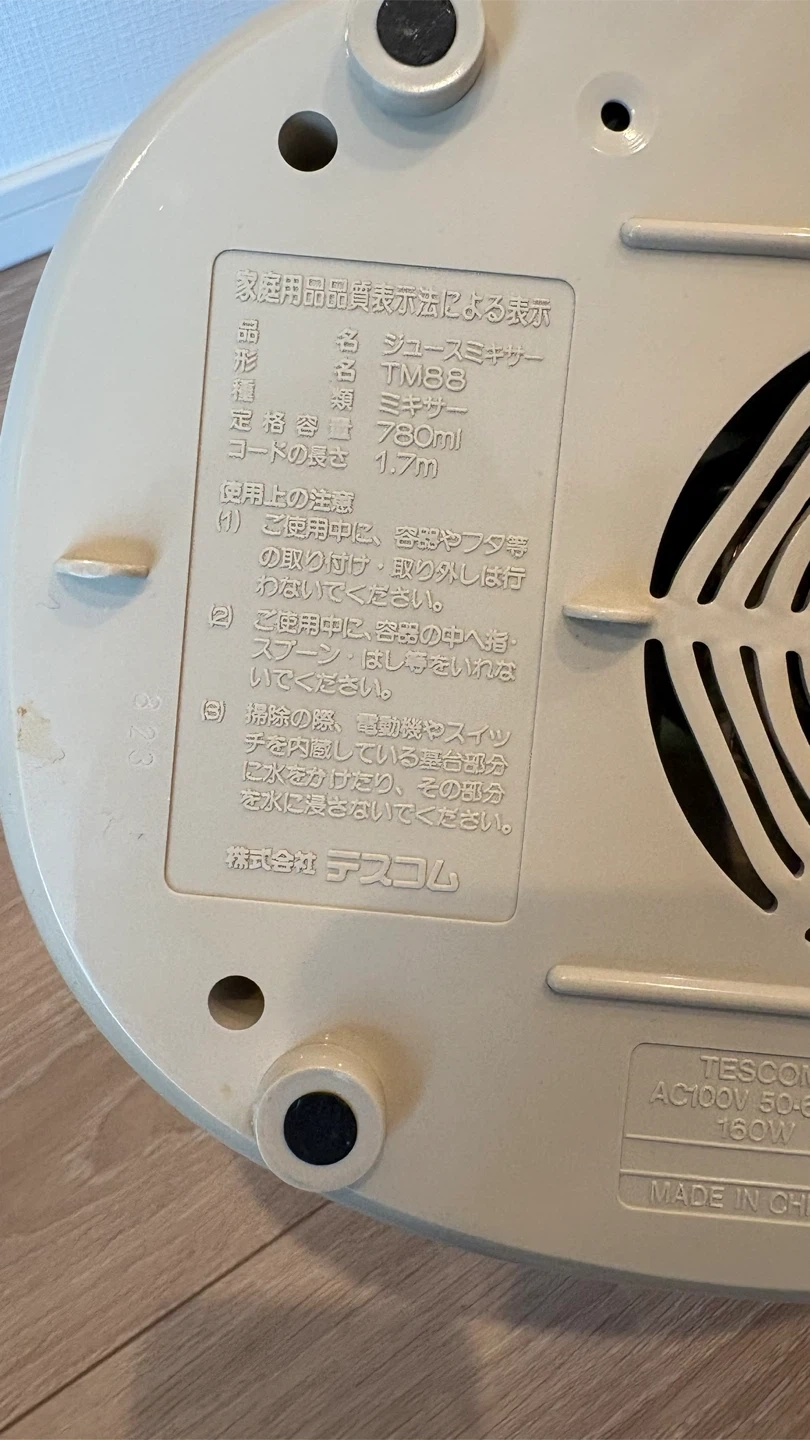 家庭用品品質表示法による表示
品 名 ジュースミキサー
形 名 TM88
種 類 ミキサー
定格容量 780ml
コードの長さ 1.7m
使用上の注意
(1) ご使用中に、容器やフタ等
の取り付け・取り外しは行
わないでください。
(2) ご使用中に、容器の中へ指・
スプーン・はし等をいれな
いでください。
(3) 掃除の際、電動機やスイッ
チを内蔵している基台部分
に水をかけたり、その部分
を水に浸さないでください。
株式会社 テスコム
823
TESCOM
AC100V 50-6
160W
MADE IN CHI